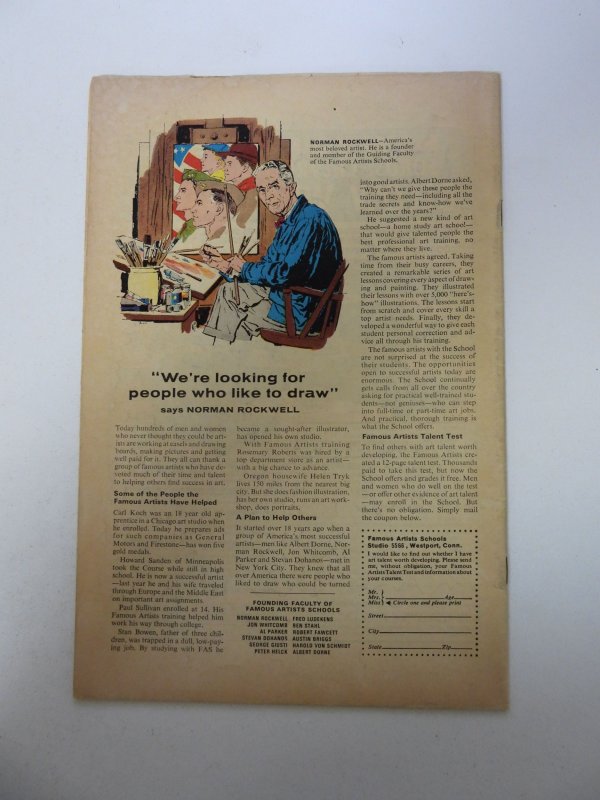 NORMAN ROCKWELL—America's
most beloved artist. He is a founder
and member of the Guiding Faculty
of the Famous Artists Schools.
"We're looking for
people who like to draw"
says NORMAN ROCKWELL
Today hundreds of men and women
who never thought they could be art-
ists are working at easels and drawing
boards, making pictures and getting
well paid for it. They all can thank a
group of famous artists who have de-
voted much of their time and talent
to helping others find success in art.
Some of the People the
Famous Artists Have Helped
Carl Koch was an 18 year old ap-
prentice in a Chicago art studio when
he enrolled. Today he prepares ads
for such companies as General
Motors and Firestone—has won five
gold medals.
Howard Sanden of Minneapolis
took the Course while still in high
school. He is now a successful artist
—last year he and his wife traveled
through Europe and the Middle East
on important art assignments.
Paul Sullivan enrolled at 14. His
Famous Artists training helped him
work his way through college.
Stan Bowen, father of three chil-
dren, was trapped in a dull, low-pay-
ing job. By studying with FAS he
became a sought-after illustrator,
has opened his own studio.
With Famous Artists training
Rosemary Roberts was hired by a
top department store as an artist—
with a big chance to advance.
Oregon housewife Helen Tryk
lives 150 miles from the nearest big
city. But she does fashion illustration,
has her own studio, runs an art work-
shop, does portraits.
A Plan to Help Others
It started over 18 years ago when a
group of America's most successful
artists—men like Albert Dorne, Nor-
man Rockwell, Jon Whitcomb, Al
Parker and Stevan Dohanos—met in
New York City. They knew that all
over America there were people who
liked to draw who could be turned
FOUNDING FACULTY OF
FAMOUS ARTISTS SCHOOLS
NORMAN ROCKWELL FRED LUDEKENS
JON WHITCOMB BEN STAHL
AL PARKER ROBERT FAWCETT
STEVAN DOHANOS AUSTIN BRIGGS
GEORGE GIUSTI HAROLD VON SCHMIDT
PETER HELCK ALBERT DORNE
into good artists. Albert Dorne asked,
"Why can't we give these people the
training they need—including all the
trade secrets and know-how we've
learned over the years?"
He suggested a new kind of art
school—a home study art school—
that would give talented people the
best professional art training, no
matter where they live.
The famous artists agreed. Taking
time from their busy careers, they
created a remarkable series of art
lessons covering every aspect of draw-
ing and painting. They illustrated
their lessons with over 5,000 "here's-
how" illustrations. The lessons start
from scratch and cover every skill a
top artist needs. Finally, they de-
veloped a wonderful way to give each
student personal correction and ad-
vice all through his training.
The famous artists with the School
are not surprised at the success of
their students. The opportunities
open to successful artists today are
enormous. The School continually
gets calls from all over the country
asking for practical well-trained stu-
dents—not geniuses—who can step
into full-time or part-time art jobs.
And practical, thorough training is
what the School offers.
Famous Artists Talent Test
To find others with art talent worth
developing, the Famous Artists cre-
ated a 12-page talent test. Thousands
paid to take this test, but now the
School offers and grades it free. Men
and women who do well on the test
—or offer other evidence of art talent
—may enroll in the School. But
there's no obligation. Simply mail
the coupon below.
Famous Artists Schools
Studio 5566, Westport, Conn.
I would like to find out whether I have
art talent worth developing. Please send
me, without obligation, your Famous
Artists Talent Test and information about
your courses.
Mr.
Mrs. Age
Miss Circle one and please print
Street
City
State Zip